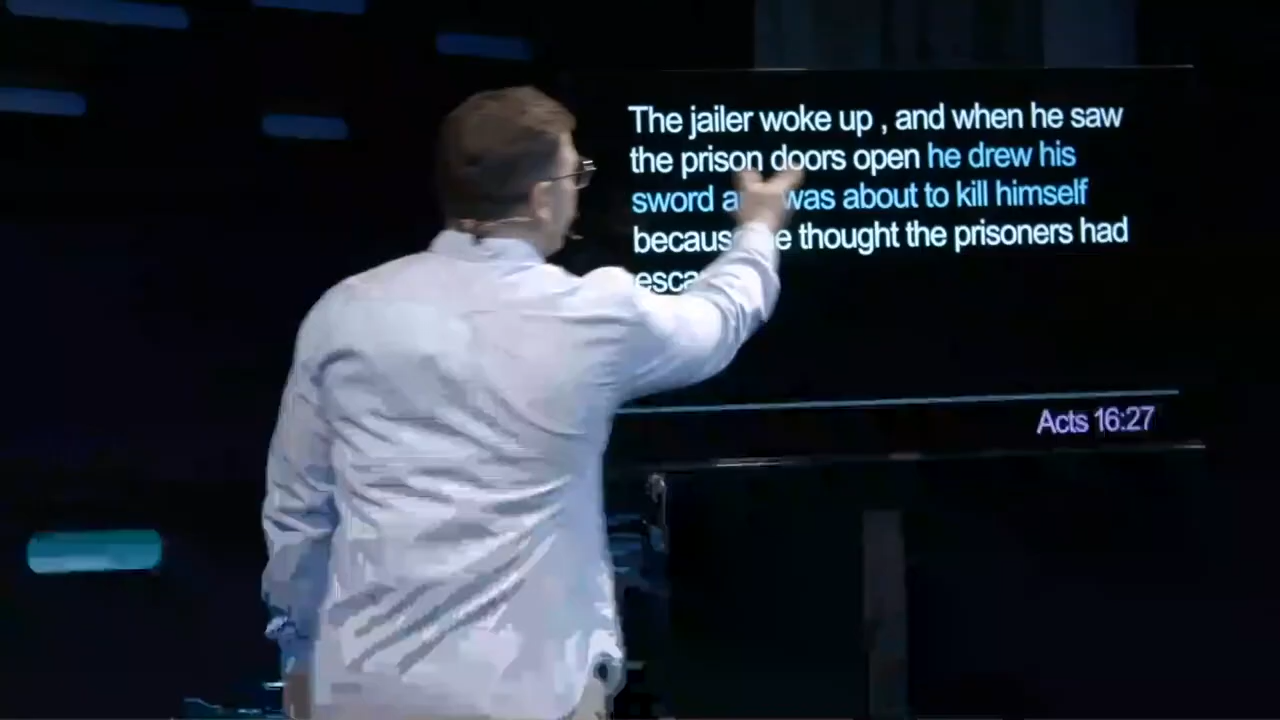 The jailer woke up , and when he saw
the prison doors open he drew his
sword was about to kill himself
thought the prisoners had
Acts 16:27